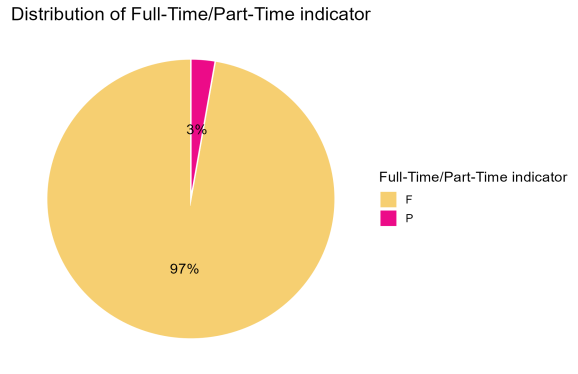 Distribution of Full-Time/Part-Time indicator
3%
97%
Full-Time/Part-Time indicator
F
P